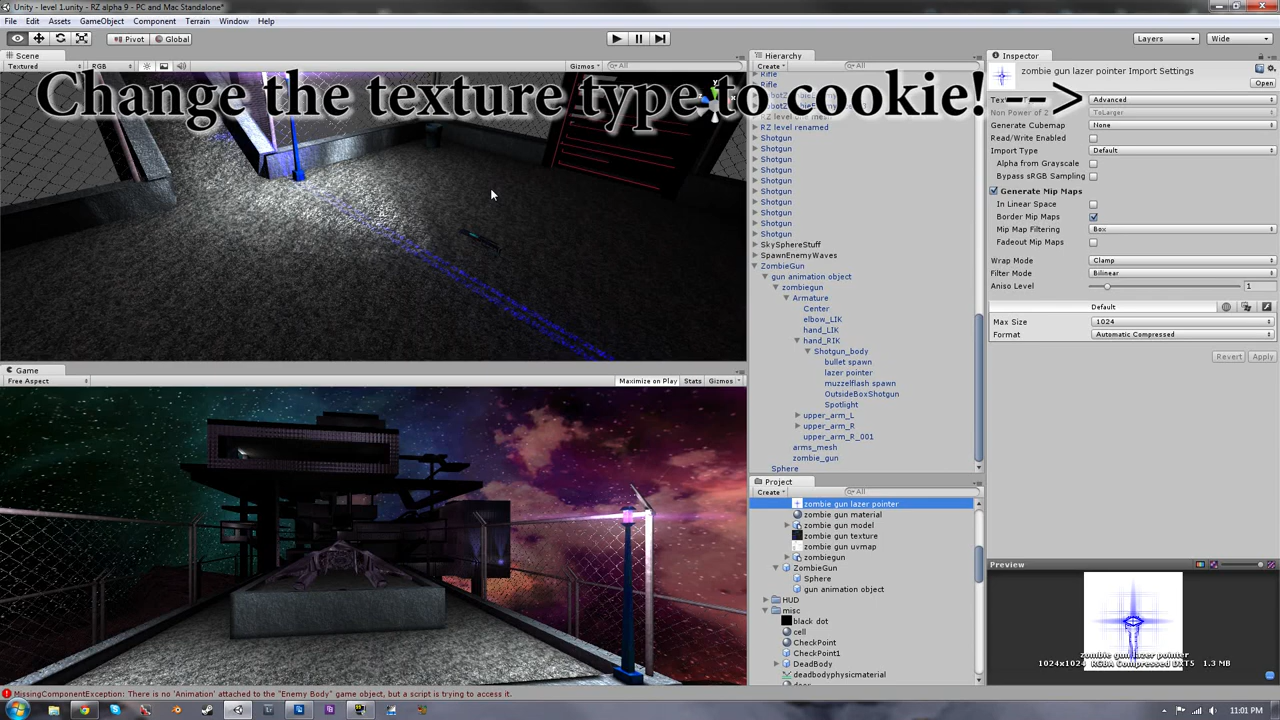 Unity - level 1.unity - RZ alpha 9 - PC and Mac Standalone*
File Edit Assets GameObject Component Terrain Window Help
Pivot Global Layers Wide
Scene
Textured RGB Gizmos All
Change the texture type to cookie! -->
Hierarchy
Create All
Rifle
Rifle
RZ level renamed
Shotgun
Shotgun
Shotgun
Shotgun
Shotgun
Shotgun
Shotgun
Shotgun
Shotgun
Shotgun
SkySphereStuff
SpawnEnemyWaves
ZombieGun
gun animation object
zombiegun
Armature
Center
elbow_LIK
hand_LIK
hand_RIK
Shotgun_body
bullet spawn
lazer pointer
muzzelflash spawn
OutsideBoxShotgun
Spotlight
upper_arm_L
upper_arm_R
upper_arm_R_001
arms_mesh
zombie_gun
Sphere
Inspector
zombie gun lazer pointer Import Settings
Open
Advanced
Non Power of 2 ToLarger
Generate Cubemap None
Read/Write Enabled
Import Type Default
Alpha from Grayscale
Bypass sRGB Sampling
Generate Mip Maps
In Linear Space
Border Mip Maps
Mip Map Filtering Box
Fadeout Mip Maps
Wrap Mode Clamp
Filter Mode Bilinear
Aniso Level 1
Default
Max Size 1024
Format Automatic Compressed
Revert Apply
Game
Free Aspect Maximize on Play Stats Gizmos
Project
Create All
zombie gun lazer pointer
zombie gun material
zombie gun model
zombie gun texture
zombie gun uvmap
zombiegun
ZombieGun
Sphere
gun animation object
HUD
misc
black dot
cell
CheckPoint
CheckPoint1
DeadBody
deadbodyphysicmaterial
Preview
zombie gun lazer pointer
1024x1024 RGBA Compressed DXT5 1.3 MB
MissingComponentException: There is no 'Animation' attached to the "Enemy Body" game object, but a script is trying to access it.
11:01 PM